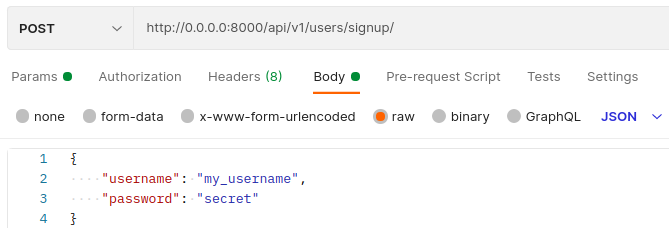 POST http://0.0.0.0:8000/api/v1/users/signup/
Params Authorization Headers (8) Body Pre-request Script Tests Settings
none form-data x-www-form-urlencoded raw binary GraphQL JSON
1 {
2 "username": "my_username",
3 "password": "secret"
4 }